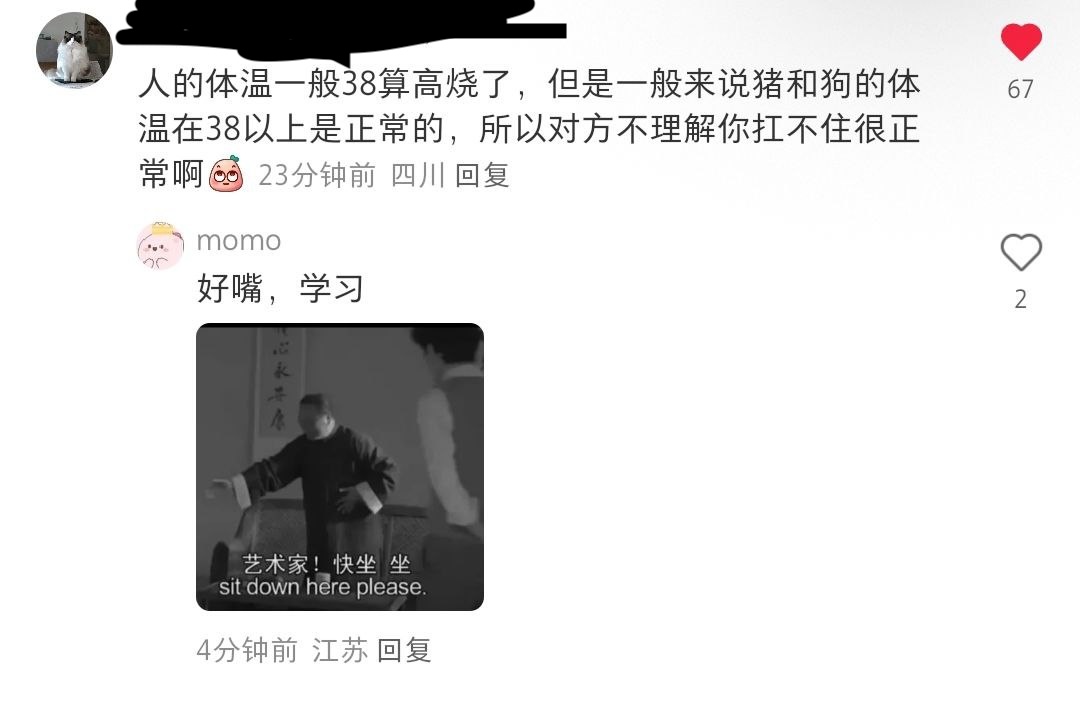 人的体温一般38算高烧了，但是一般来说猪和狗的体
温在38以上是正常的，所以对方不理解你扛不住很正
常啊 23分钟前 四川 回复
67
momo
好嘴，学习
2
心永安康
艺术家！快坐 坐
sit down here please.
4分钟前 江苏 回复